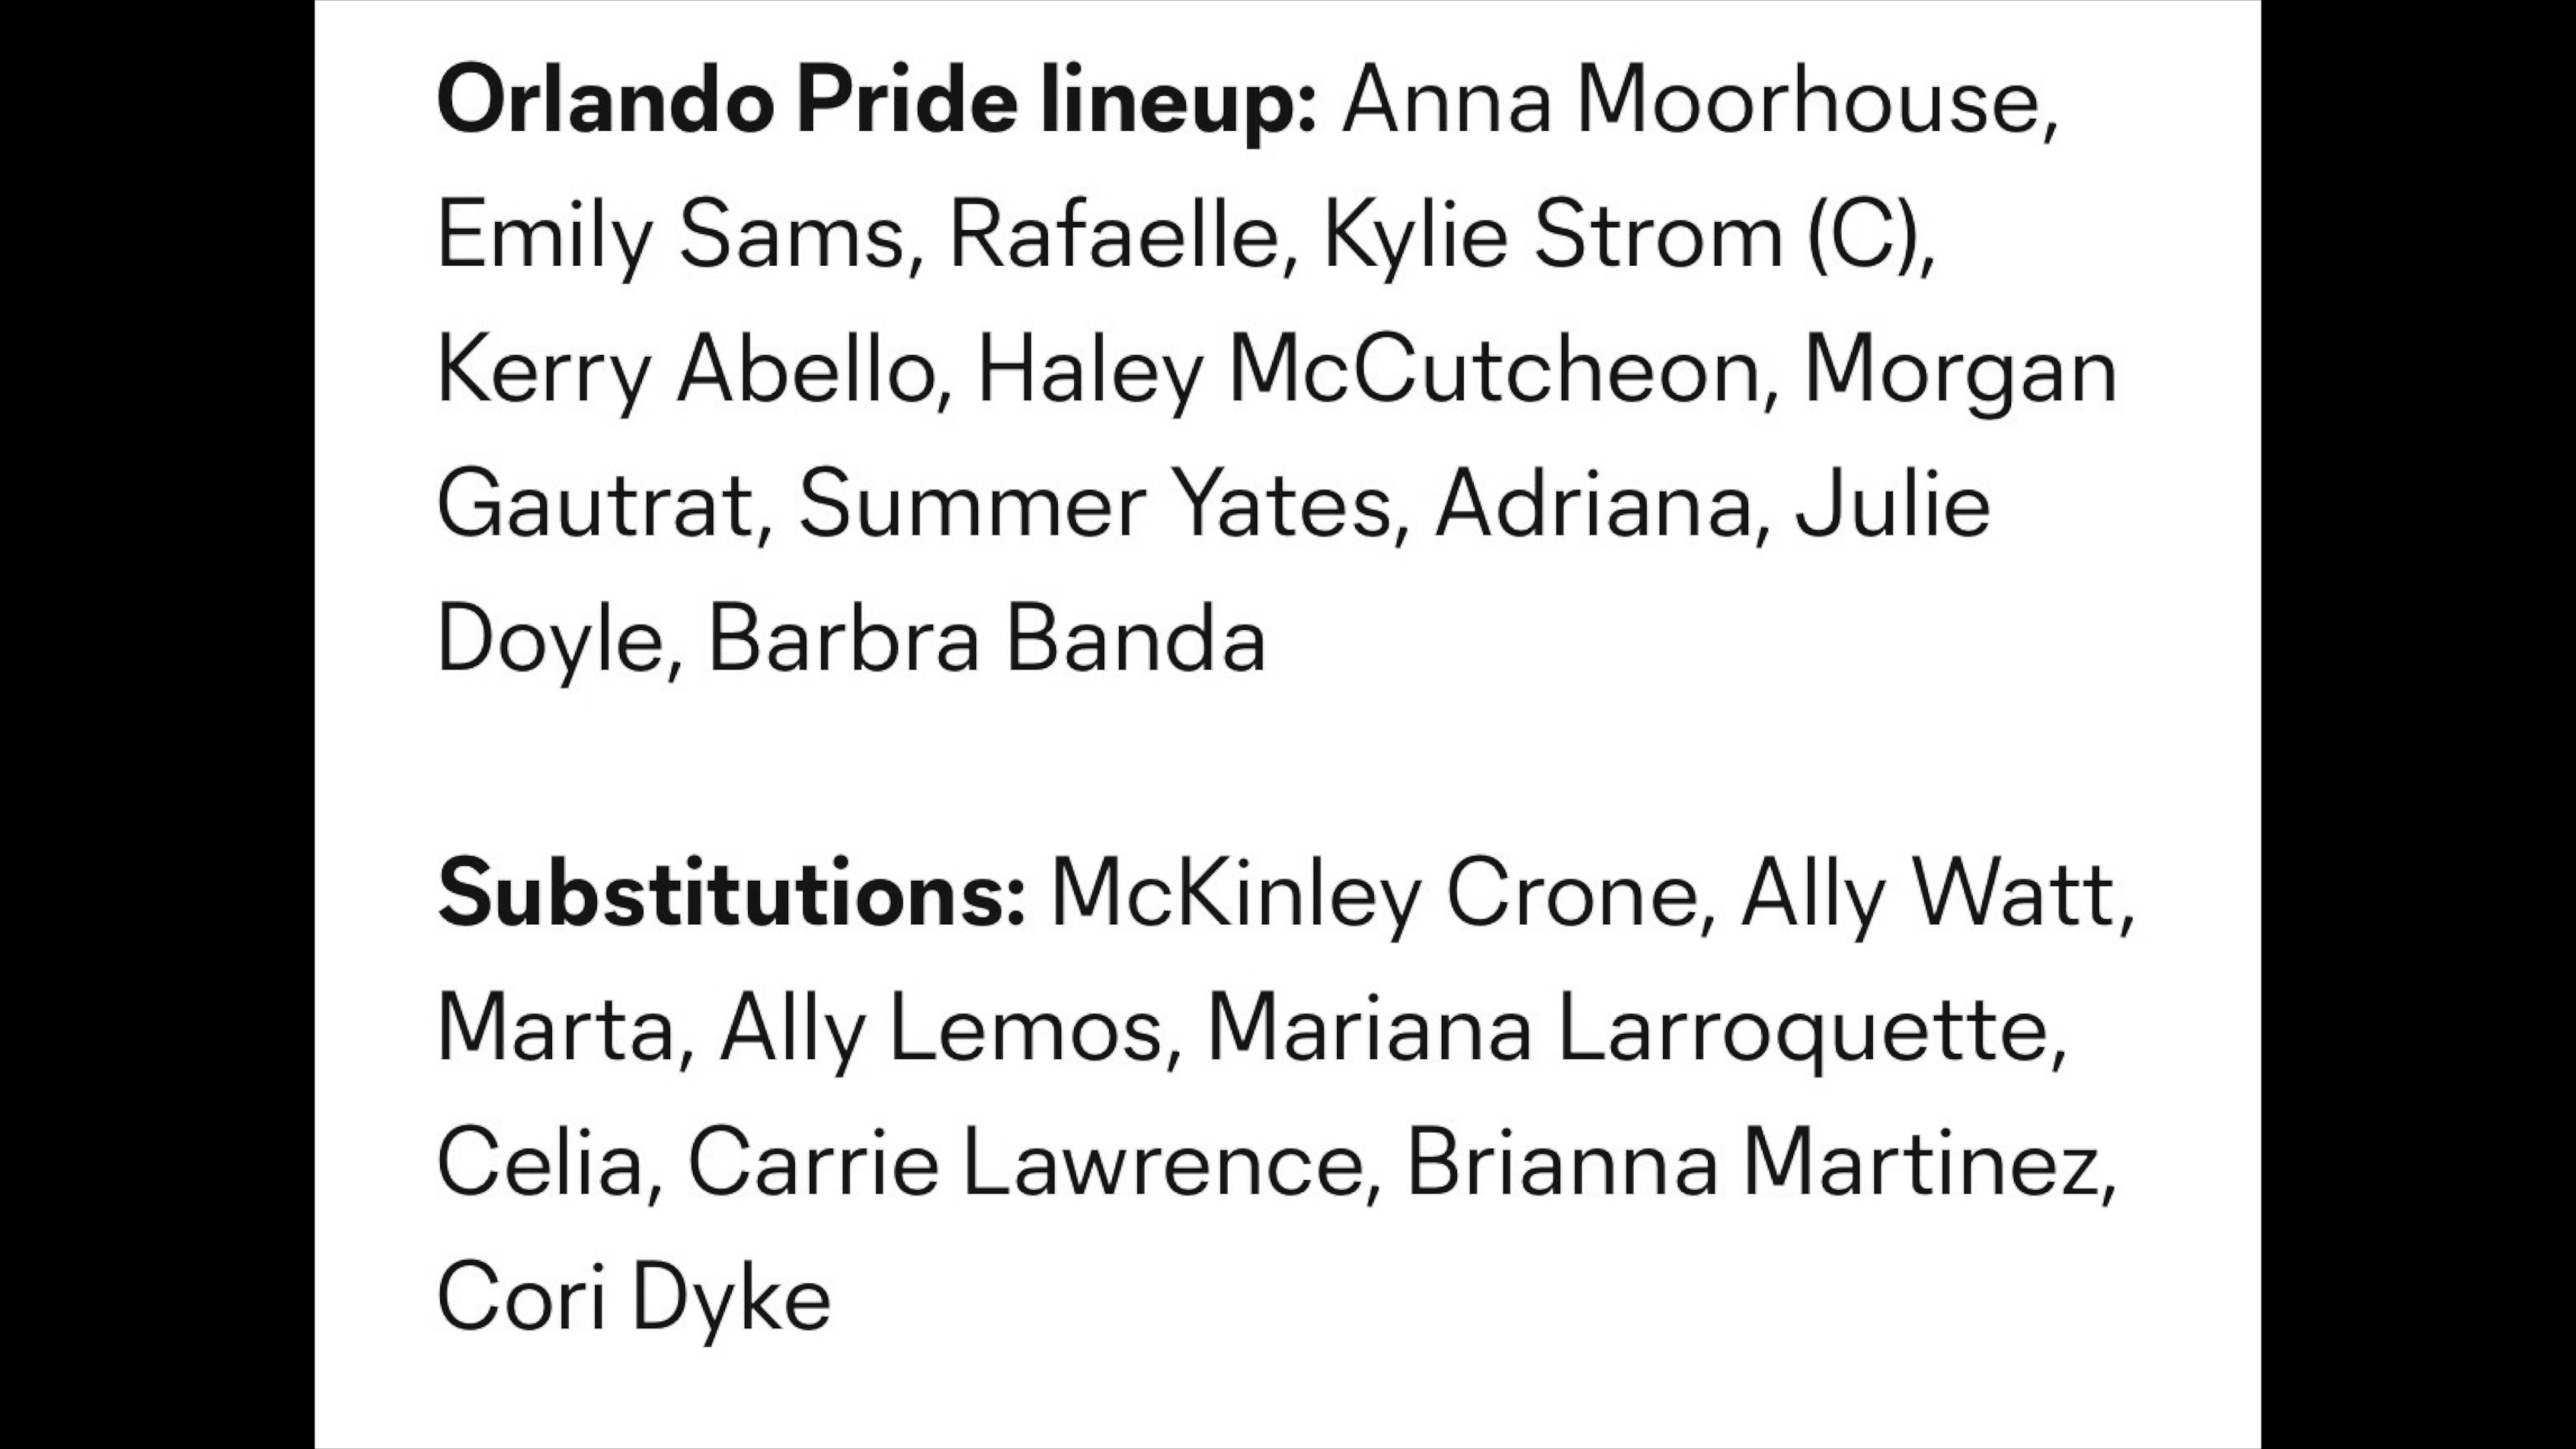 Orlando Pride lineup: Anna Moorhouse,
Emily Sams, Rafaelle, Kylie Strom (C),
Kerry Abello, Haley McCutcheon, Morgan
Gautrat, Summer Yates, Adriana, Julie
Doyle, Barbra Banda
Substitutions: McKinley Crone, Ally Watt,
Marta, Ally Lemos, Mariana Larroquette,
Celia, Carrie Lawrence, Brianna Martinez,
Cori Dyke